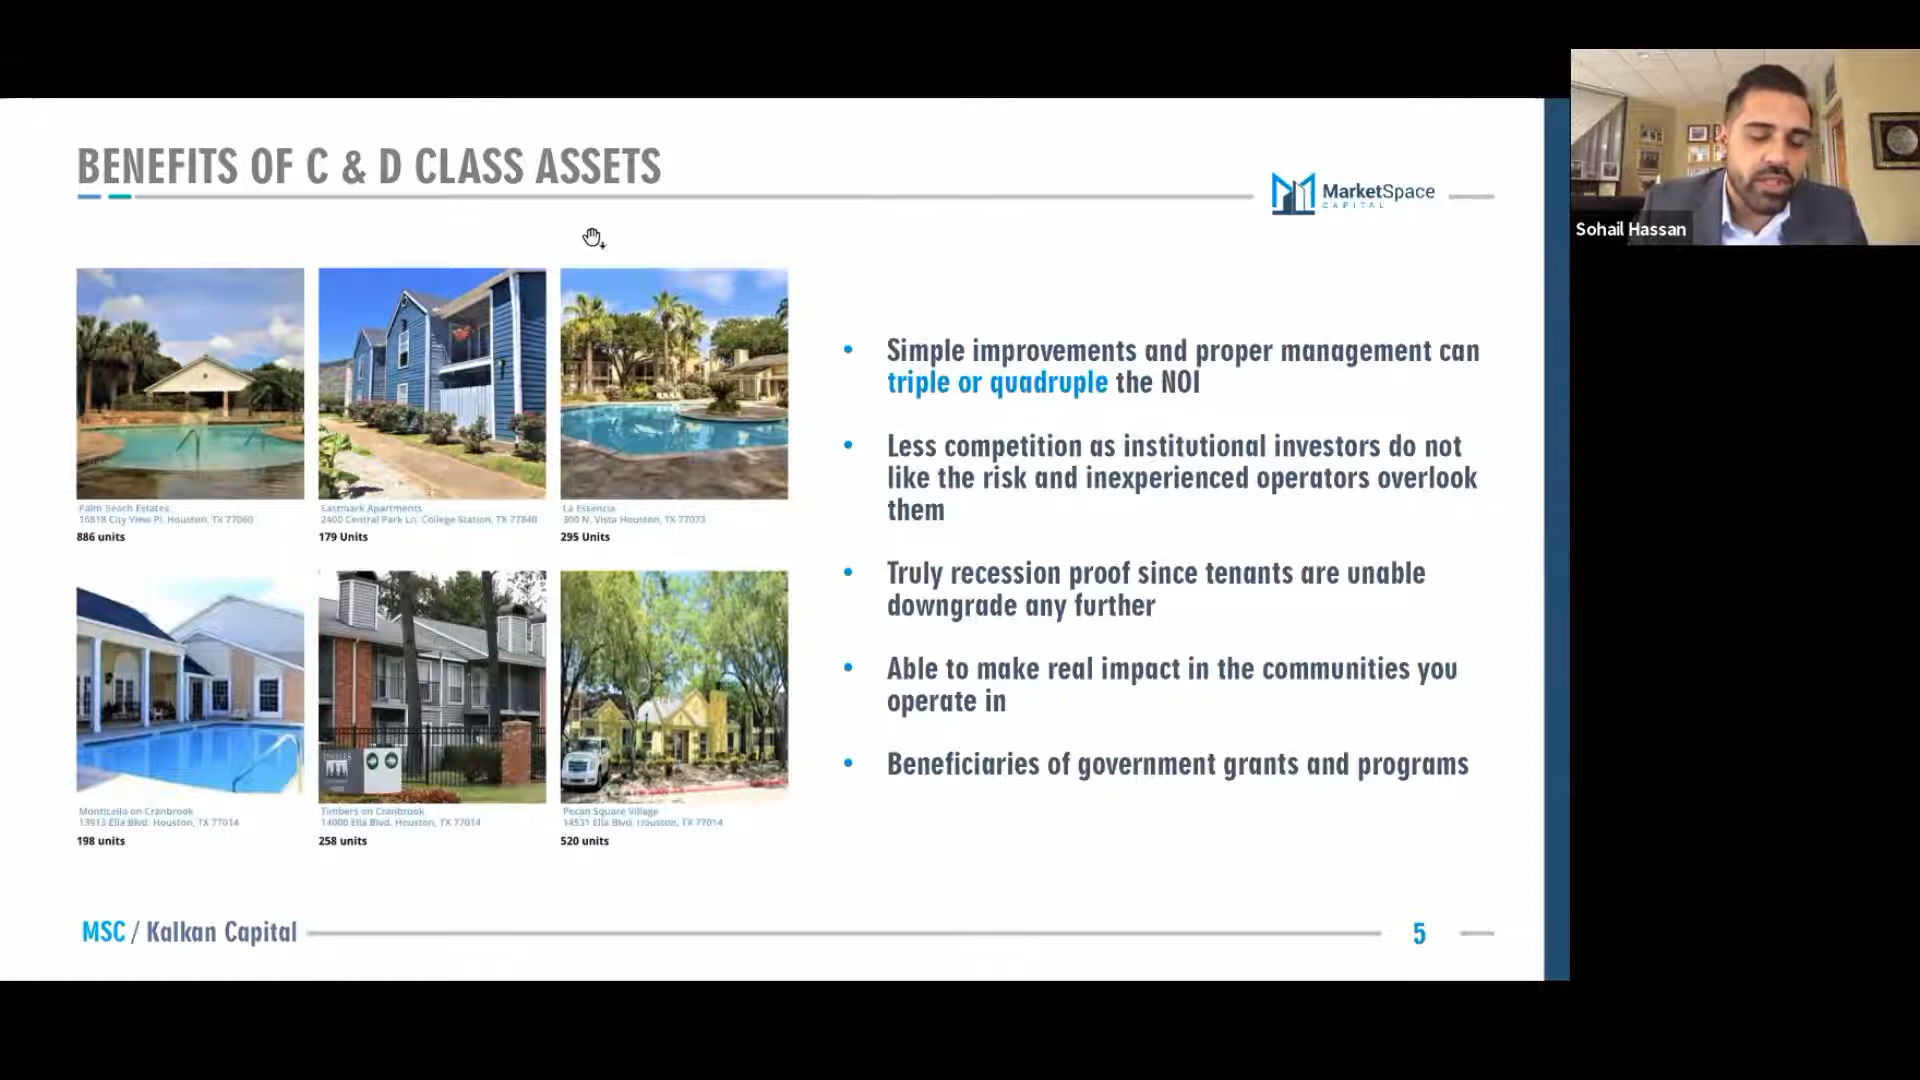 BENEFITS OF C & D CLASS ASSETS
MarketSpace
CAPITAL
Sohail Hassan
Palm Beach Estates
16818 City View Pl. Houston, TX 77060
886 units
Eastmark Apartments
2400 Central Park Ln. College Station, TX 77840
179 Units
La Essencia
300 N. Vista Houston, TX 77073
295 Units
Monticello on Cranbrook
13913 Ella Blvd. Houston, TX 77014
198 units
Timbers on Cranbrook
14000 Ella Blvd. Houston, TX 77014
258 units
Pecan Square Village
14531 Ella Blvd. Houston, TX 77014
520 units
• Simple improvements and proper management can
triple or quadruple the NOI
• Less competition as institutional investors do not
like the risk and inexperienced operators overlook
them
• Truly recession proof since tenants are unable
downgrade any further
• Able to make real impact in the communities you
operate in
• Beneficiaries of government grants and programs
MSC / Kalkan Capital
5